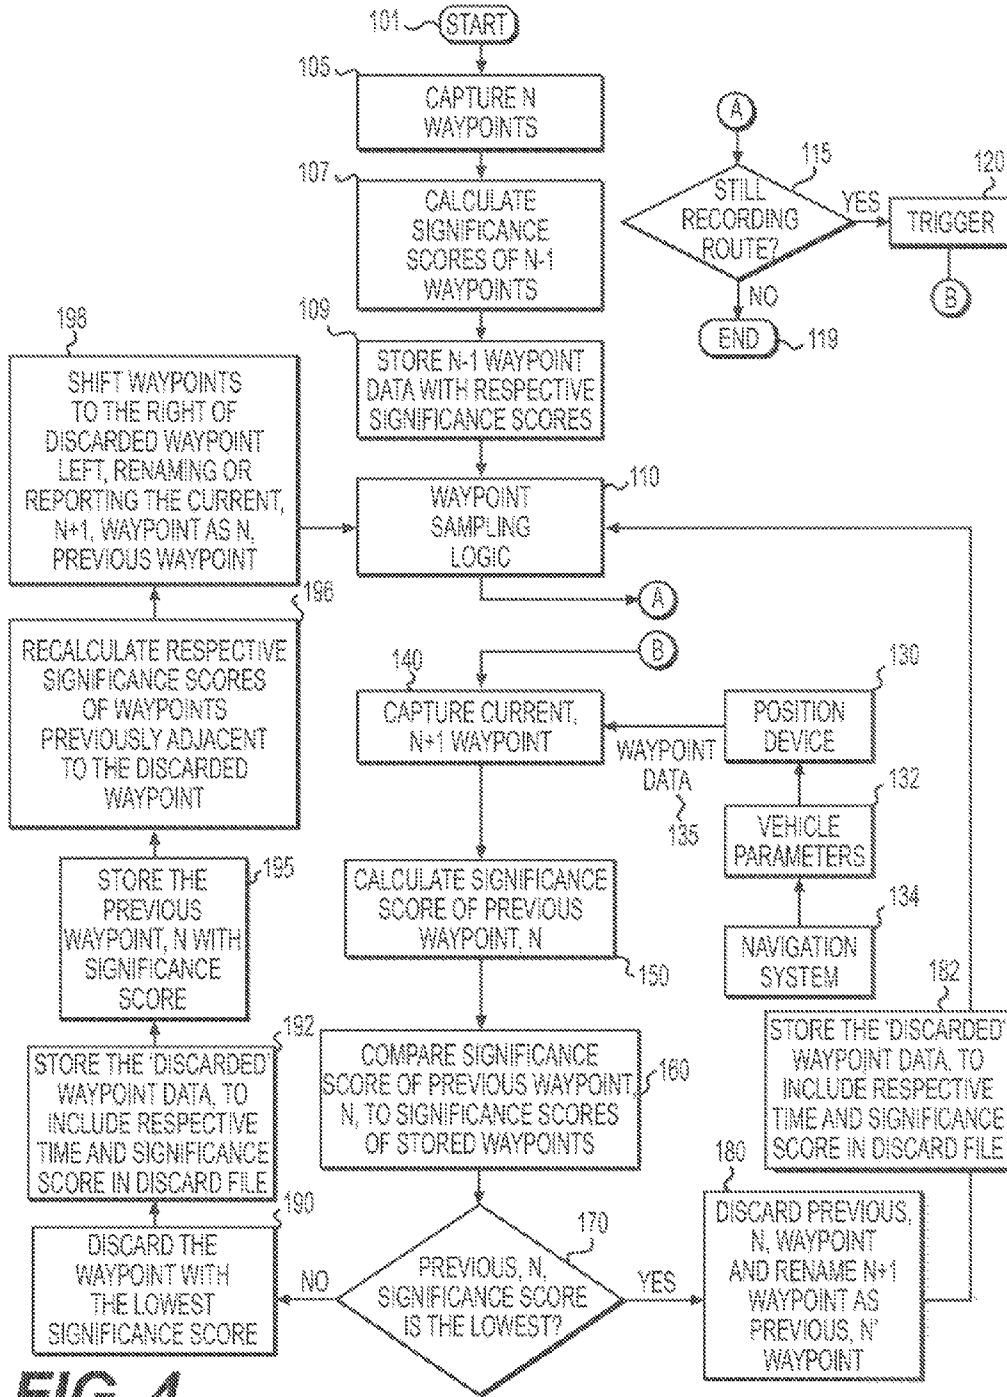 101
START
105
CAPTURE N
WAYPOINTS
107
CALCULATE
SIGNIFICANCE
SCORES OF N-1
WAYPOINTS
109
STORE N-1 WAYPOINT
DATA WITH RESPECTIVE
SIGNIFICANCE SCORES
110
WAYPOINT
SAMPLING
LOGIC
A
A
115
STILL
RECORDING
ROUTE?
YES
120
TRIGGER
B
NO
END
119
B
140
CAPTURE CURRENT,
N+1 WAYPOINT
WAYPOINT
DATA
135
130
POSITION
DEVICE
132
VEHICLE
PARAMETERS
134
NAVIGATION
SYSTEM
CALCULATE SIGNIFICANCE
SCORE OF PREVIOUS
WAYPOINT, N
150
COMPARE SIGNIFICANCE
SCORE OF PREVIOUS WAYPOINT,
N, TO SIGNIFICANCE SCORES
OF STORED WAYPOINTS
160
170
PREVIOUS, N,
SIGNIFICANCE SCORE
IS THE LOWEST?
YES
NO
180
DISCARD PREVIOUS,
N, WAYPOINT
AND RENAME N+1
WAYPOINT AS
PREVIOUS, N'
WAYPOINT
182
STORE THE 'DISCARDED'
WAYPOINT DATA, TO
INCLUDE RESPECTIVE
TIME AND SIGNIFICANCE
SCORE IN DISCARD FILE
190
DISCARD THE
WAYPOINT WITH
THE LOWEST
SIGNIFICANCE SCORE
192
STORE THE 'DISCARDED'
WAYPOINT DATA, TO
INCLUDE RESPECTIVE
TIME AND SIGNIFICANCE
SCORE IN DISCARD FILE
195
STORE THE
PREVIOUS
WAYPOINT, N WITH
SIGNIFICANCE
SCORE
196
RECALCULATE RESPECTIVE
SIGNIFICANCE SCORES
OF WAYPOINTS
PREVIOUSLY ADJACENT
TO THE DISCARDED
WAYPOINT
198
SHIFT WAYPOINTS
TO THE RIGHT OF
DISCARDED WAYPOINT
LEFT, RENAMING OR
REPORTING THE CURRENT,
N+1, WAYPOINT AS N,
PREVIOUS WAYPOINT
FIG. 4